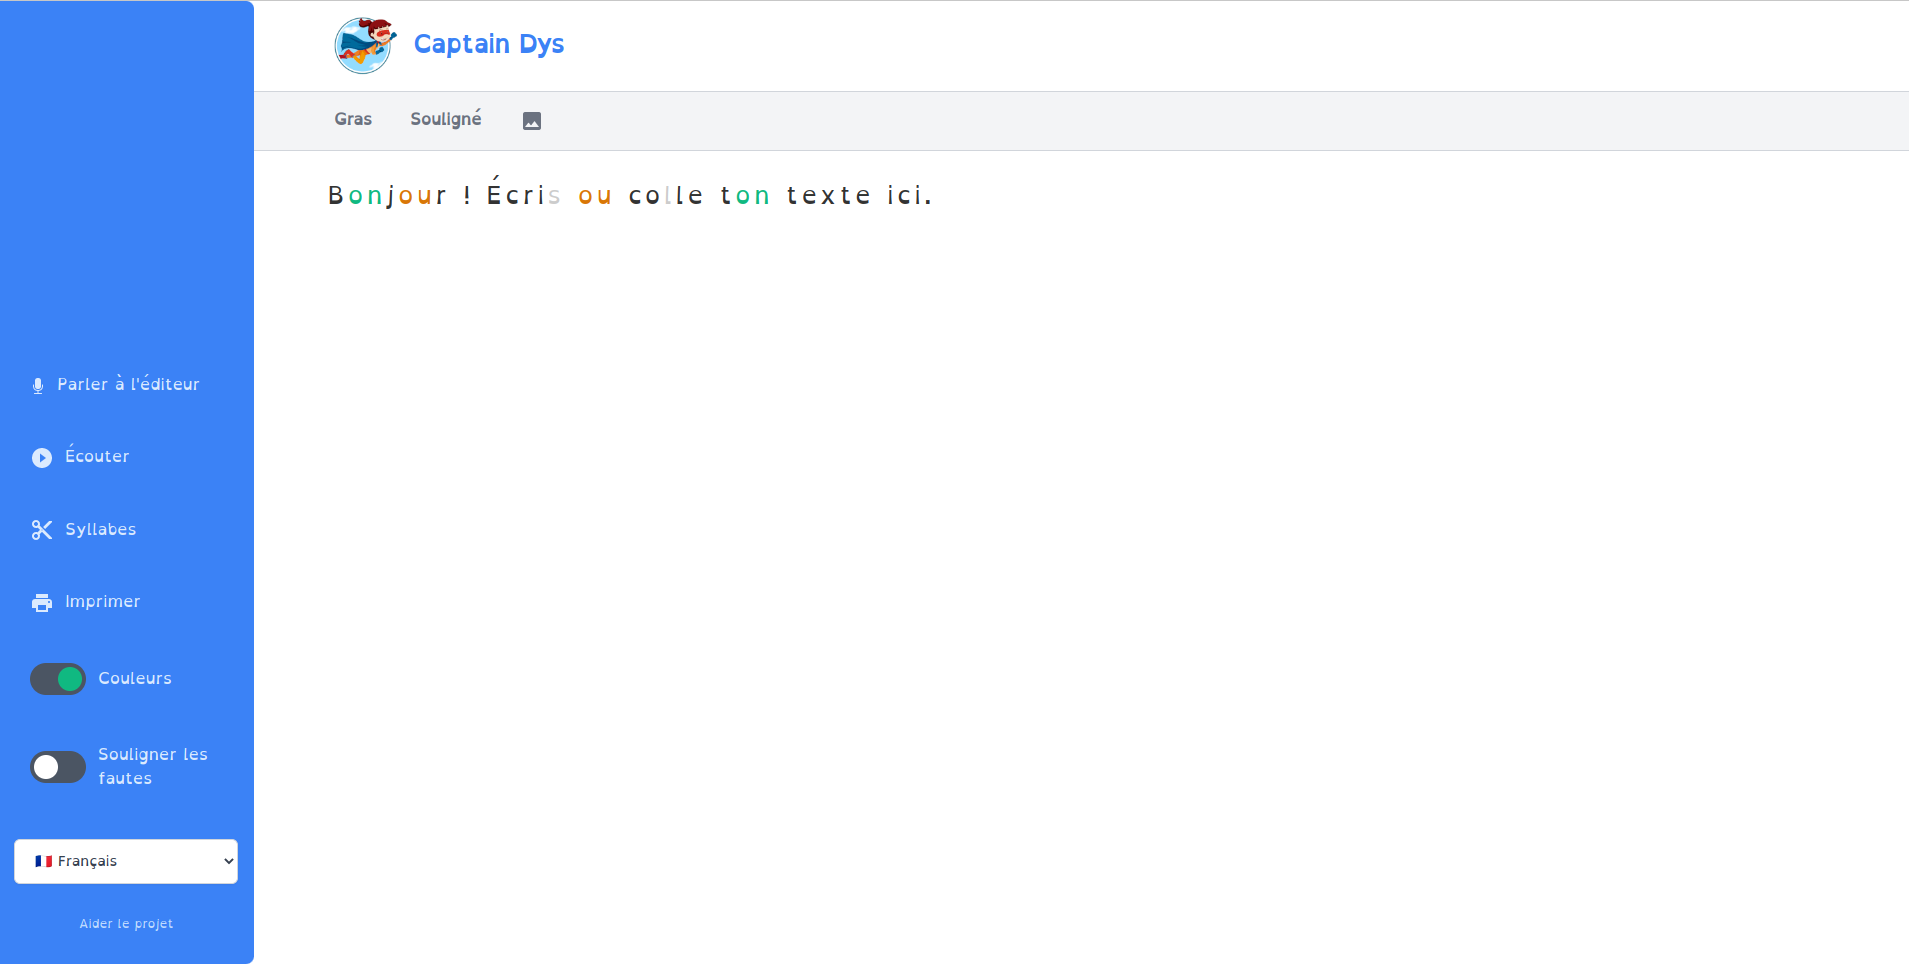 Captain Dys
Gras Souligné
Bonjour ! Écris ou colle ton texte ici.
Parler à l'éditeur
Écouter
Syllabes
Imprimer
Couleurs
Souligner les
fautes
Français
Aider le projet